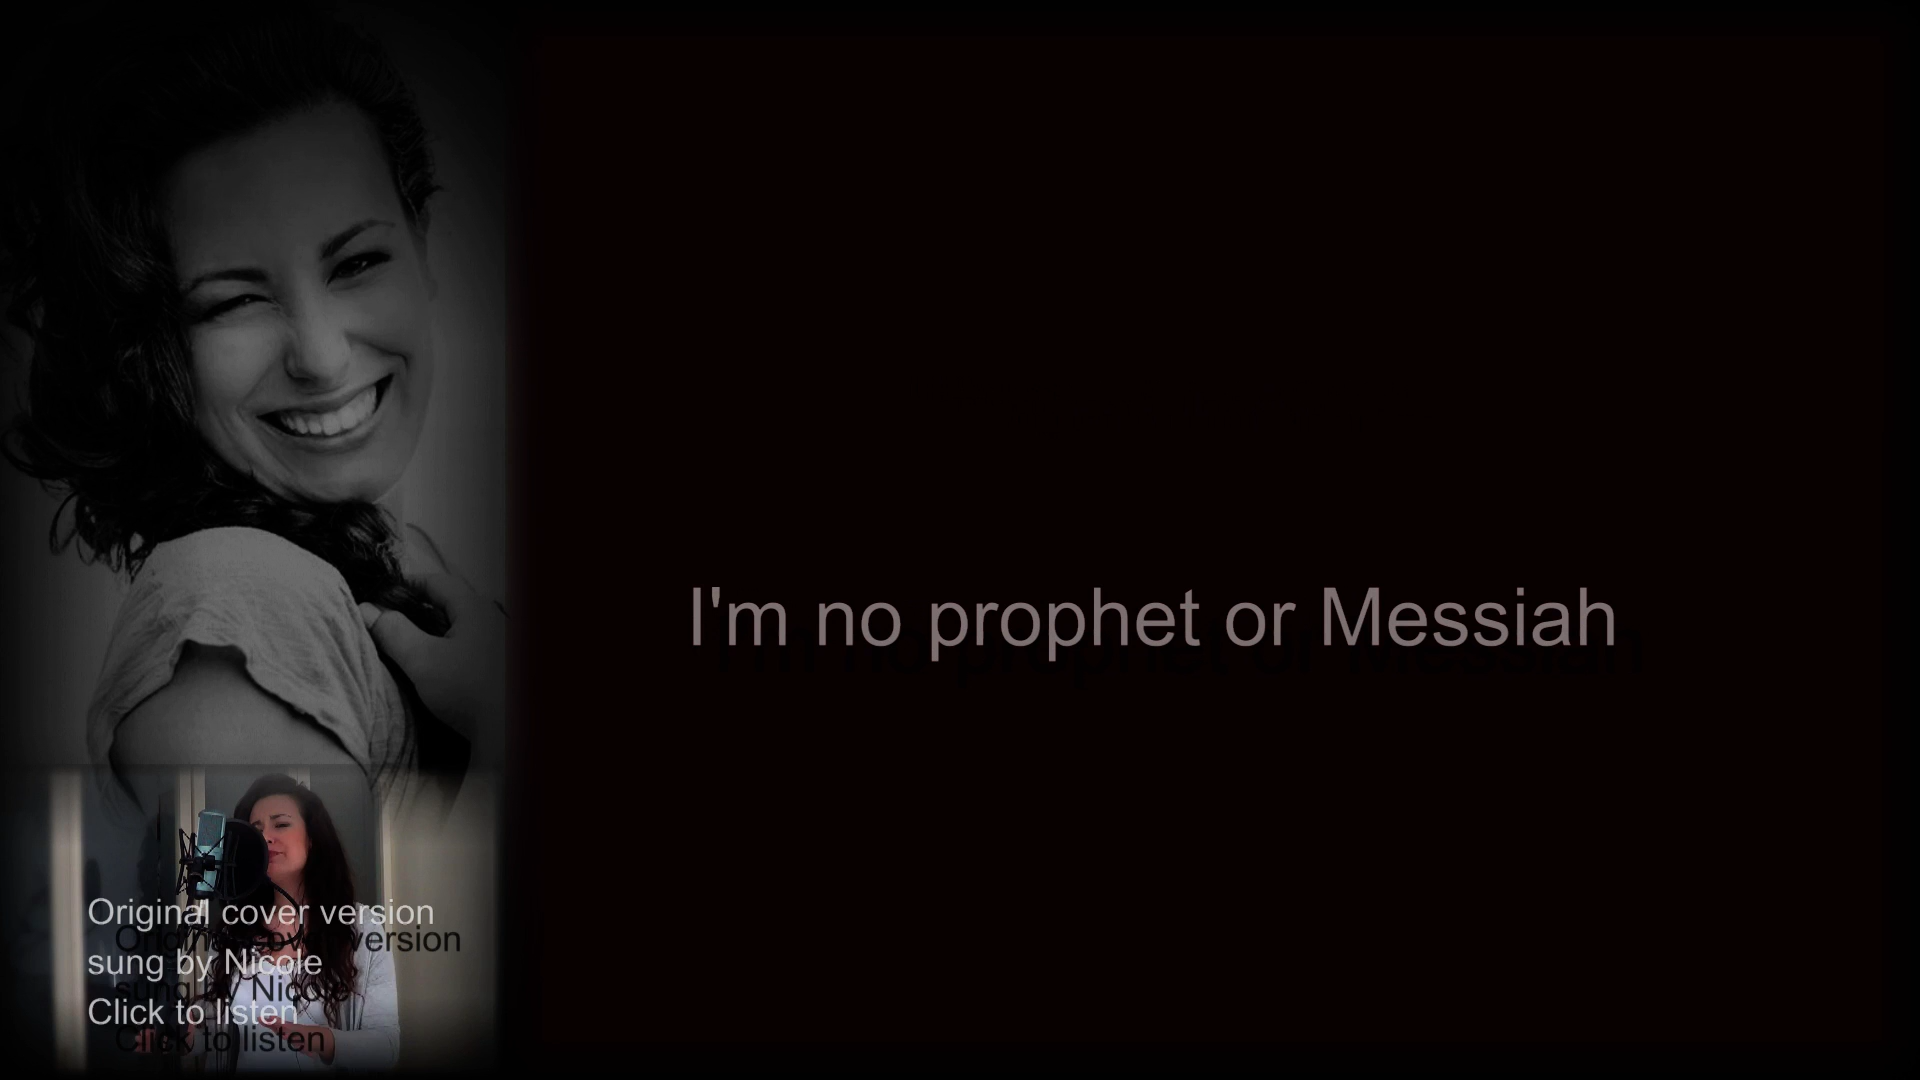 I'm no prophet or Messiah
Original cover version
sung by Nicole
Click to listen